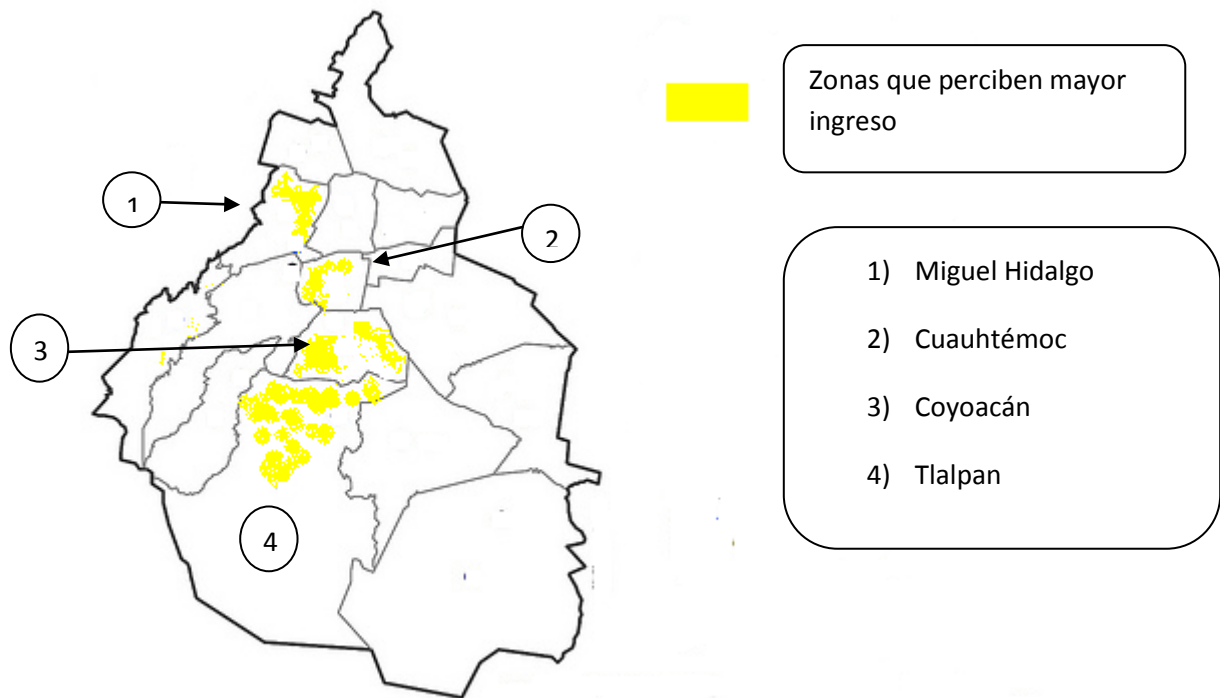 Zonas que perciben mayor
ingreso
1
2
3
4
1) Miguel Hidalgo
2) Cuauhtémoc
3) Coyoacán
4) Tlalpan